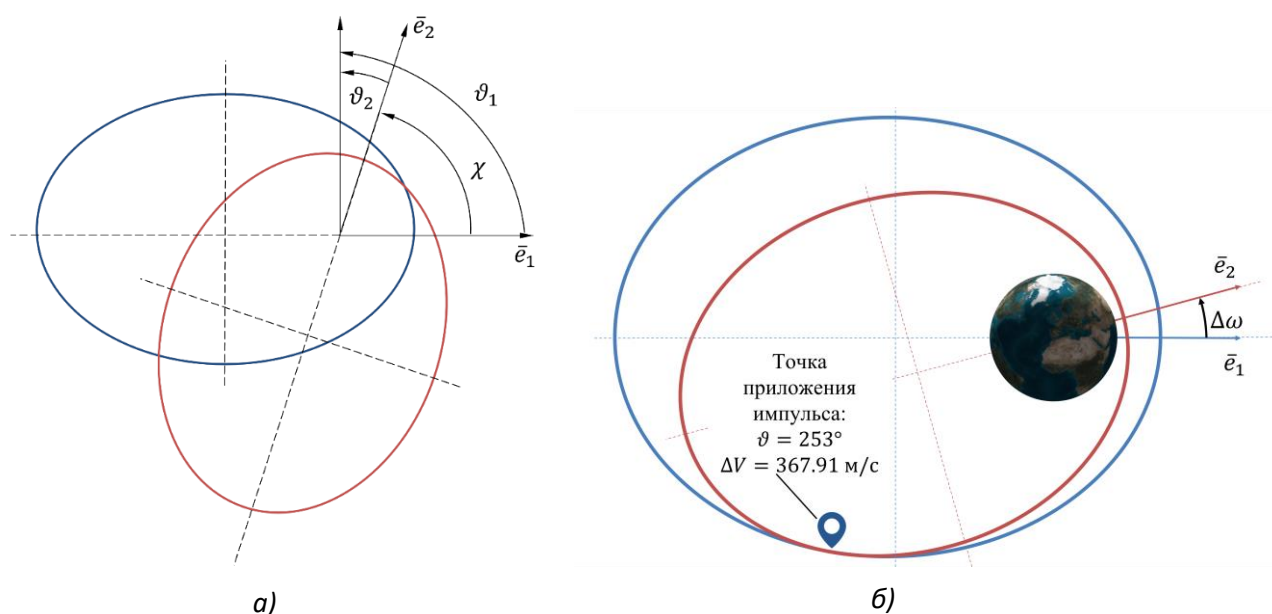 ē₂
ϑ₂
ϑ₁
χ
ē₁
а)
ē₂
Δω
ē₁
Точка
приложения
импульса:
ϑ = 253°
ΔV = 367.91 м/с
б)